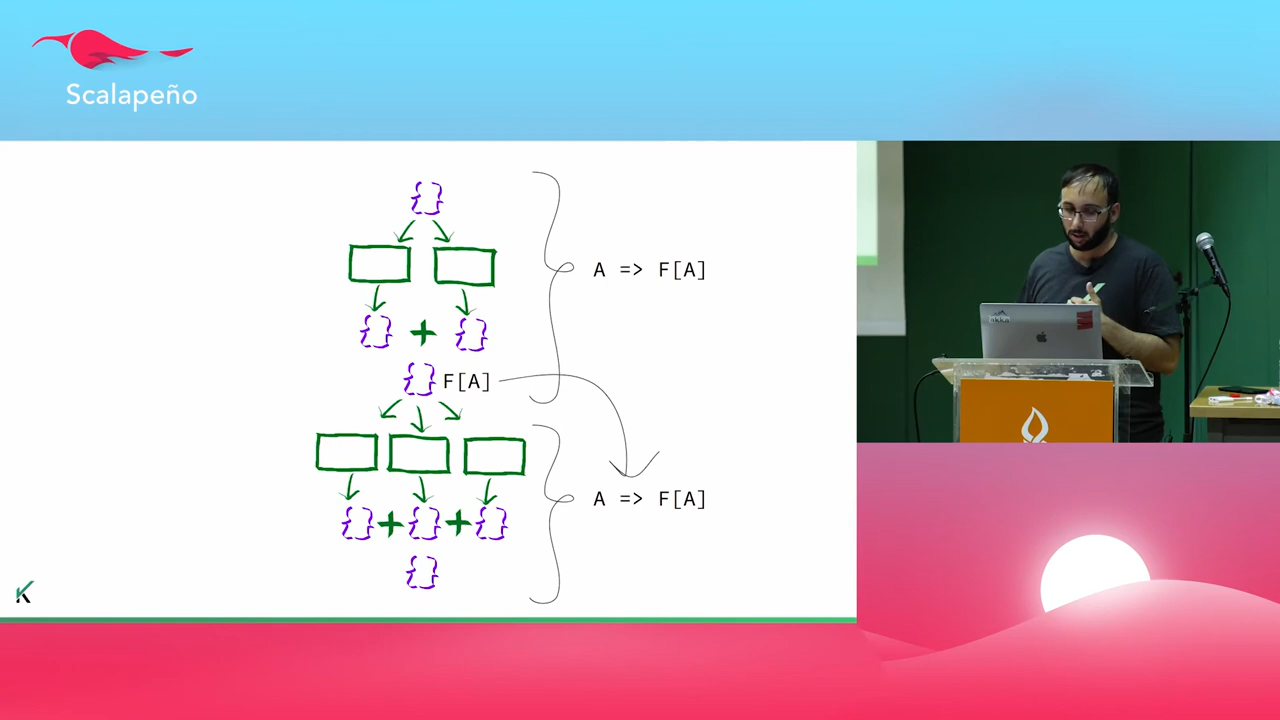 Scalapeño
{}
A => F[A]
{} + {}
{} F[A]
A => F[A]
{} + {} + {}
{}
K